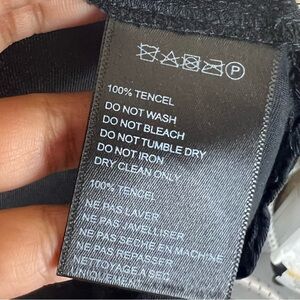 P
100% TENCEL
DO NOT WASH
DO NOT BLEACH
DO NOT TUMBLE DRY
DO NOT IRON
DRY CLEAN ONLY
100% TENCEL
NE PAS LAVER
NE PAS JAVELLISER
NE PAS SECHE EN MACHINE
NE PAS REPASSER
NETTOYAGE A SEC
UNIQUEMENT